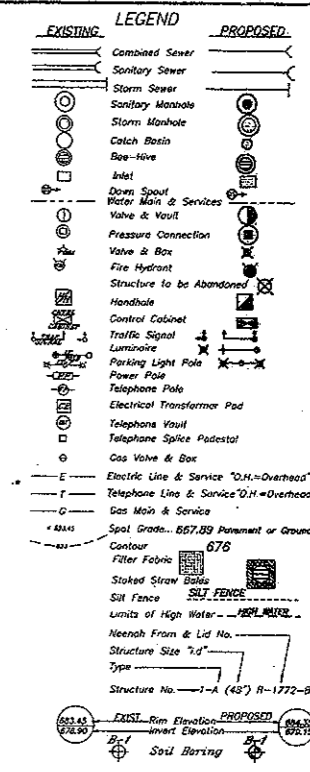 LEGEND
EXISTING PROPOSED
Combined Sewer
Sanitary Sewer
Storm Sewer
Sanitary Manhole
Storm Manhole
Catch Basin
Bee-Hive
Inlet
Down Spout
Water Main & Services
Valve & Vault
Pressure Connection
Valve & Box
Fire Hydrant
Structure to be Abandoned
Handhole
Control Cabinet
Traffic Signal
Luminaire
Parking Light Pole
Power Pole
Telephone Pole
Electrical Transformer Pad
Telephone Vault
Telephone Splice Pedestal
Gas Valve & Box
E Electric Line & Service "O.H.=Overhead"
T Telephone Line & Service "O.H.=Overhead
G Gas Main & Service
Spot Grade... 667.89 Pavement or Ground
Contour 676
Filter Fabric
Staked Straw Bales
Silt Fence SILT FENCE
Limits of High Water HIGH WATER
Neenah Fram & Lid No.
Structure Size "i.d"
Type
Structure No. 1-A (48") R-1772-B
683.45 EXIST. Rim Elevation PROPOSED
678.90 Invert Elevation
B-1 Soil Boring B-1